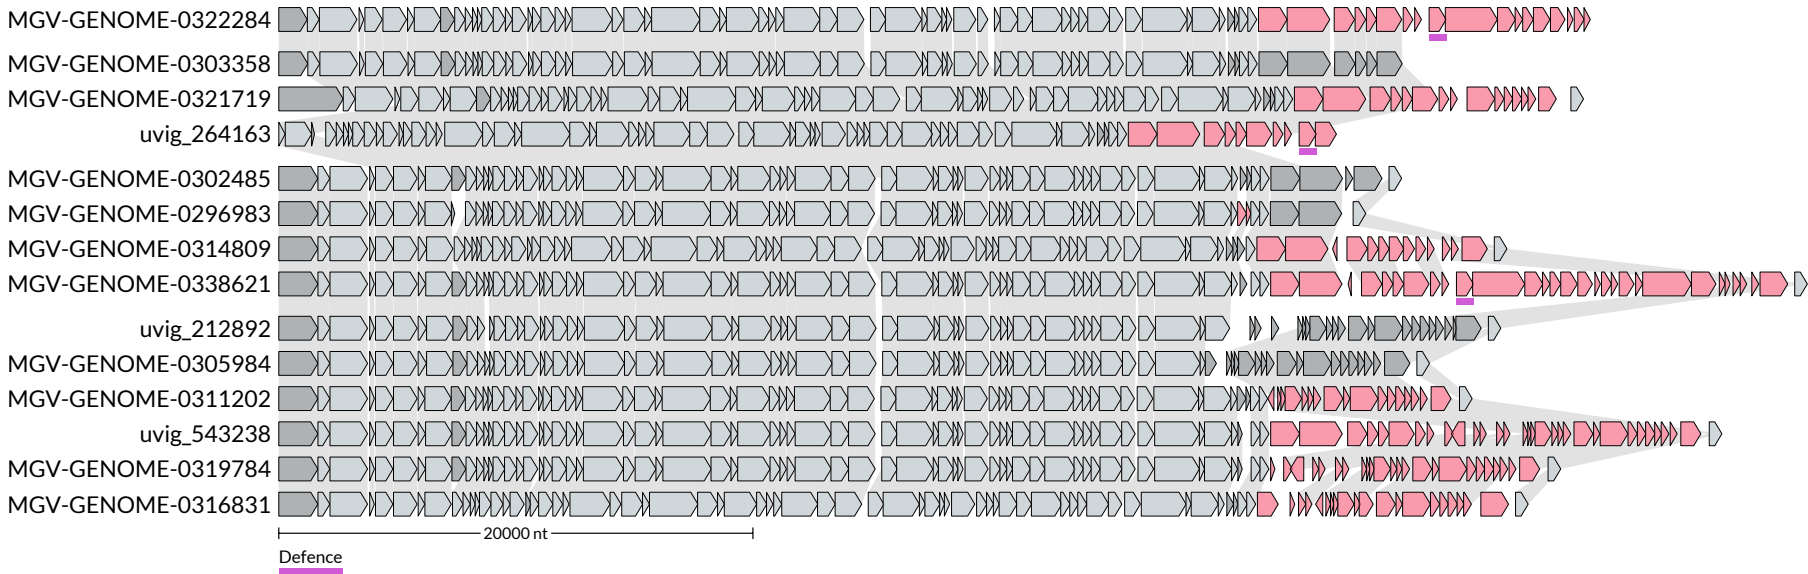 MGV-GENOME-0322284
MGV-GENOME-0303358
MGV-GENOME-0321719
uvig_264163
MGV-GENOME-0302485
MGV-GENOME-0296983
MGV-GENOME-0314809
MGV-GENOME-0338621
uvig_212892
MGV-GENOME-0305984
MGV-GENOME-0311202
uvig_543238
MGV-GENOME-0319784
MGV-GENOME-0316831
20000 nt
Defence